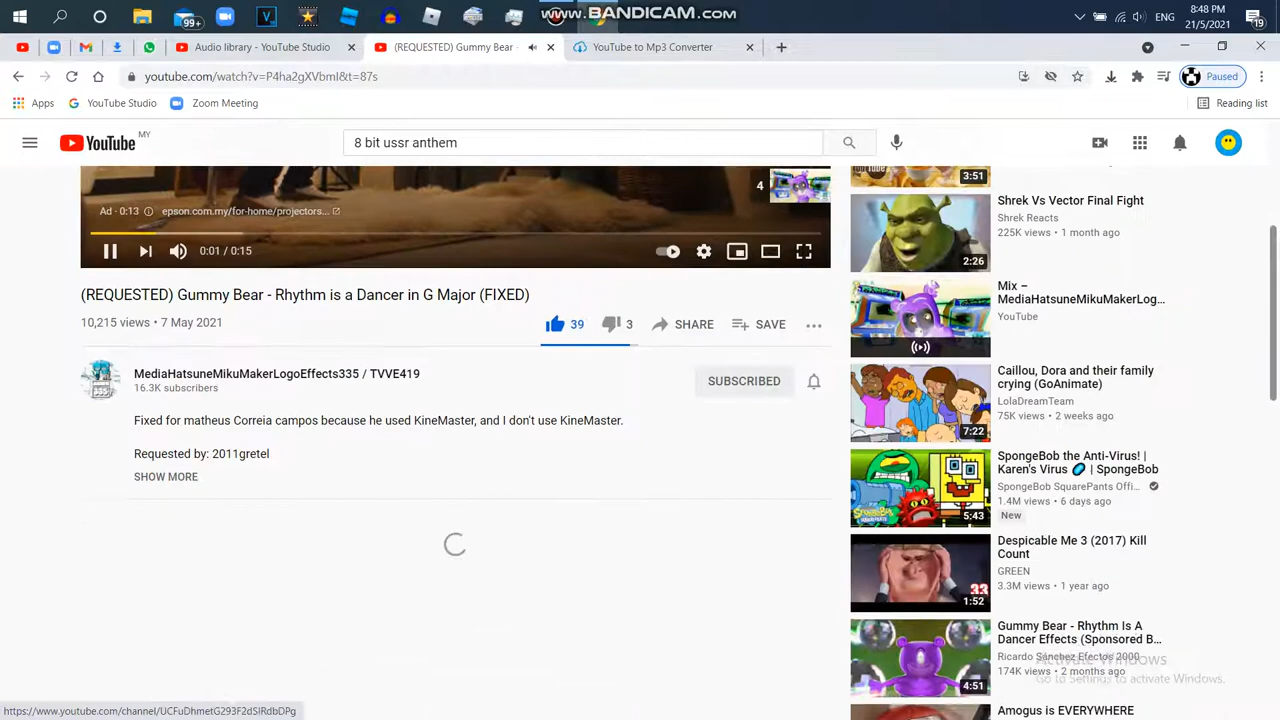 99+
www.BANDICAM.com
ENG
8:48 PM
21/5/2021
19
Audio library - YouTube Studio
(REQUESTED) Gummy Bear -
YouTube to Mp3 Converter
youtube.com/watch?v=P4ha2gXVbmI&t=87s
Paused
Apps
YouTube Studio
Zoom Meeting
Reading list
YouTube MY
8 bit ussr anthem
4
Ad · 0:13
epson.com.my/for-home/projectors...
0:01 / 0:15
(REQUESTED) Gummy Bear - Rhythm is a Dancer in G Major (FIXED)
10,215 views • 7 May 2021
39
3
SHARE
SAVE
MediaHatsuneMikuMakerLogoEffects335 / TVVE419
16.3K subscribers
SUBSCRIBED
Fixed for matheus Correia campos because he used KineMaster, and I don't use KineMaster.
Requested by: 2011gretel
SHOW MORE
3:51
Shrek Vs Vector Final Fight
Shrek Reacts
225K views • 1 month ago
2:26
Mix –
MediaHatsuneMikuMakerLog...
YouTube
Caillou, Dora and their family
crying (GoAnimate)
LolaDreamTeam
75K views • 2 weeks ago
7:22
SpongeBob the Anti-Virus! |
Karen's Virus 🦠 | SpongeBob
SpongeBob SquarePants Offi...
1.4M views • 6 days ago
New
5:43
Despicable Me 3 (2017) Kill
Count
GREEN
3.3M views • 1 year ago
33
1:52
Gummy Bear - Rhythm Is A
Dancer Effects (Sponsored B...
Ricardo Sánchez Efectos 2000
174K views • 2 months ago
4:51
Activate Windows
Go to Settings to activate Windows.
Amogus is EVERYWHERE